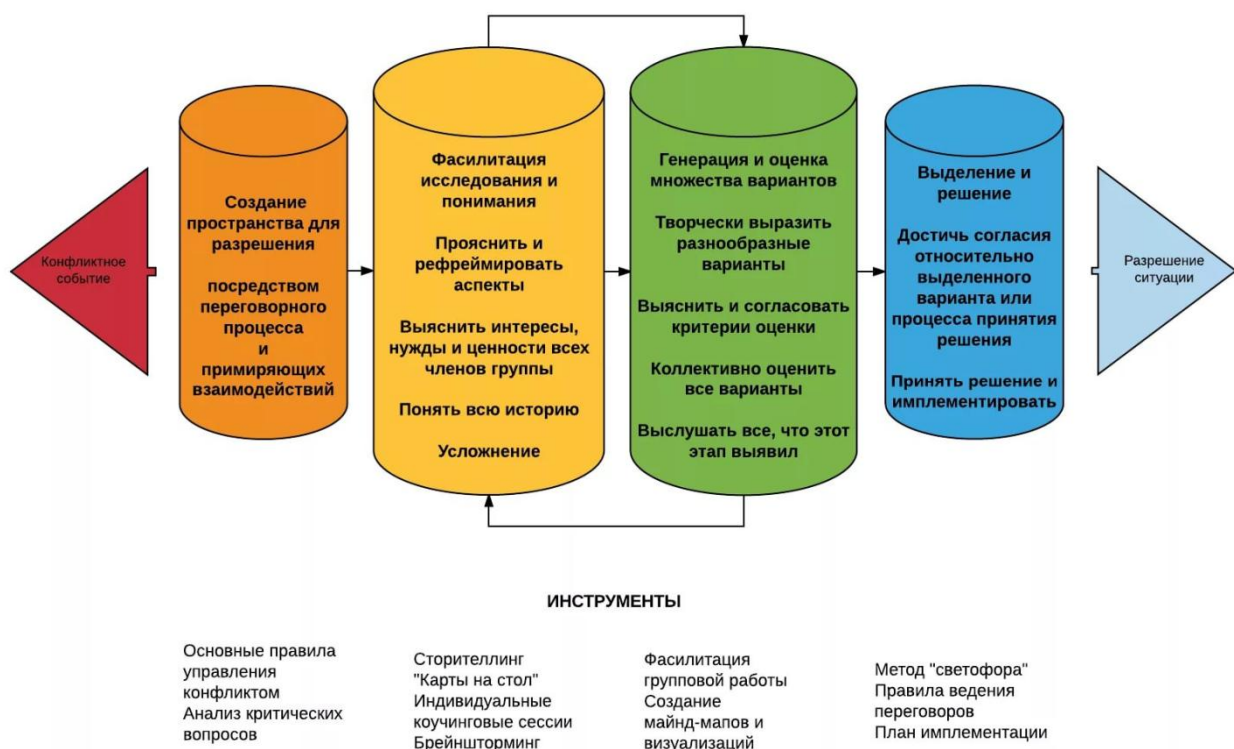 Конфликтное
событие
Создание
пространства для
разрешения
посредством
переговорного
процесса
и
примиряющих
взаимодействий
Фасилитация
исследования и
понимания
Прояснить и
рефреймировать
аспекты
Выяснить интересы,
нужды и ценности всех
членов группы
Понять всю историю
Усложнение
Генерация и оценка
множества вариантов
Творчески выразить
разнообразные
варианты
Выяснить и согласовать
критерии оценки
Коллективно оценить
все варианты
Выслушать все, что этот
этап выявил
Выделение и
решение
Достичь согласия
относительно
выделенного
варианта или
процесса принятия
решения
Принять решение и
имплементировать
Разрешение
ситуации
ИНСТРУМЕНТЫ
Основные правила
управления
конфликтом
Анализ критических
вопросов
Сторителлинг
"Карты на стол"
Индивидуальные
коучинговые сессии
Брейншторминг
Фасилитация
групповой работы
Создание
майнд-мапов и
визуализаций
Метод "светофора"
Правила ведения
переговоров
План имплементации